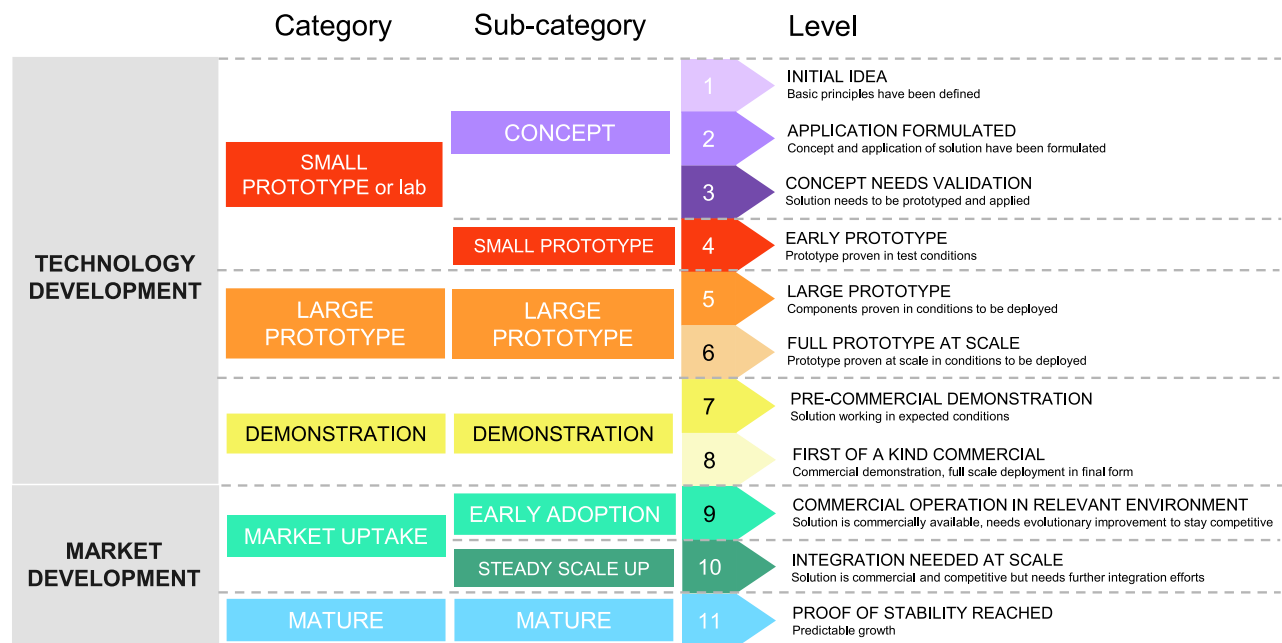 Category
Sub-category
Level
TECHNOLOGY
DEVELOPMENT
SMALL
PROTOTYPE or lab
CONCEPT
1
INITIAL IDEA
Basic principles have been defined
2
APPLICATION FORMULATED
Concept and application of solution have been formulated
3
CONCEPT NEEDS VALIDATION
Solution needs to be prototyped and applied
SMALL PROTOTYPE
4
EARLY PROTOTYPE
Prototype proven in test conditions
LARGE
PROTOTYPE
LARGE
PROTOTYPE
5
LARGE PROTOTYPE
Components proven in conditions to be deployed
6
FULL PROTOTYPE AT SCALE
Prototype proven at scale in conditions to be deployed
DEMONSTRATION
DEMONSTRATION
7
PRE-COMMERCIAL DEMONSTRATION
Solution working in expected conditions
8
FIRST OF A KIND COMMERCIAL
Commercial demonstration, full scale deployment in final form
MARKET
DEVELOPMENT
MARKET UPTAKE
EARLY ADOPTION
9
COMMERCIAL OPERATION IN RELEVANT ENVIRONMENT
Solution is commercially available, needs evolutionary improvement to stay competitive
STEADY SCALE UP
10
INTEGRATION NEEDED AT SCALE
Solution is commercial and competitive but needs further integration efforts
MATURE
MATURE
11
PROOF OF STABILITY REACHED
Predictable growth